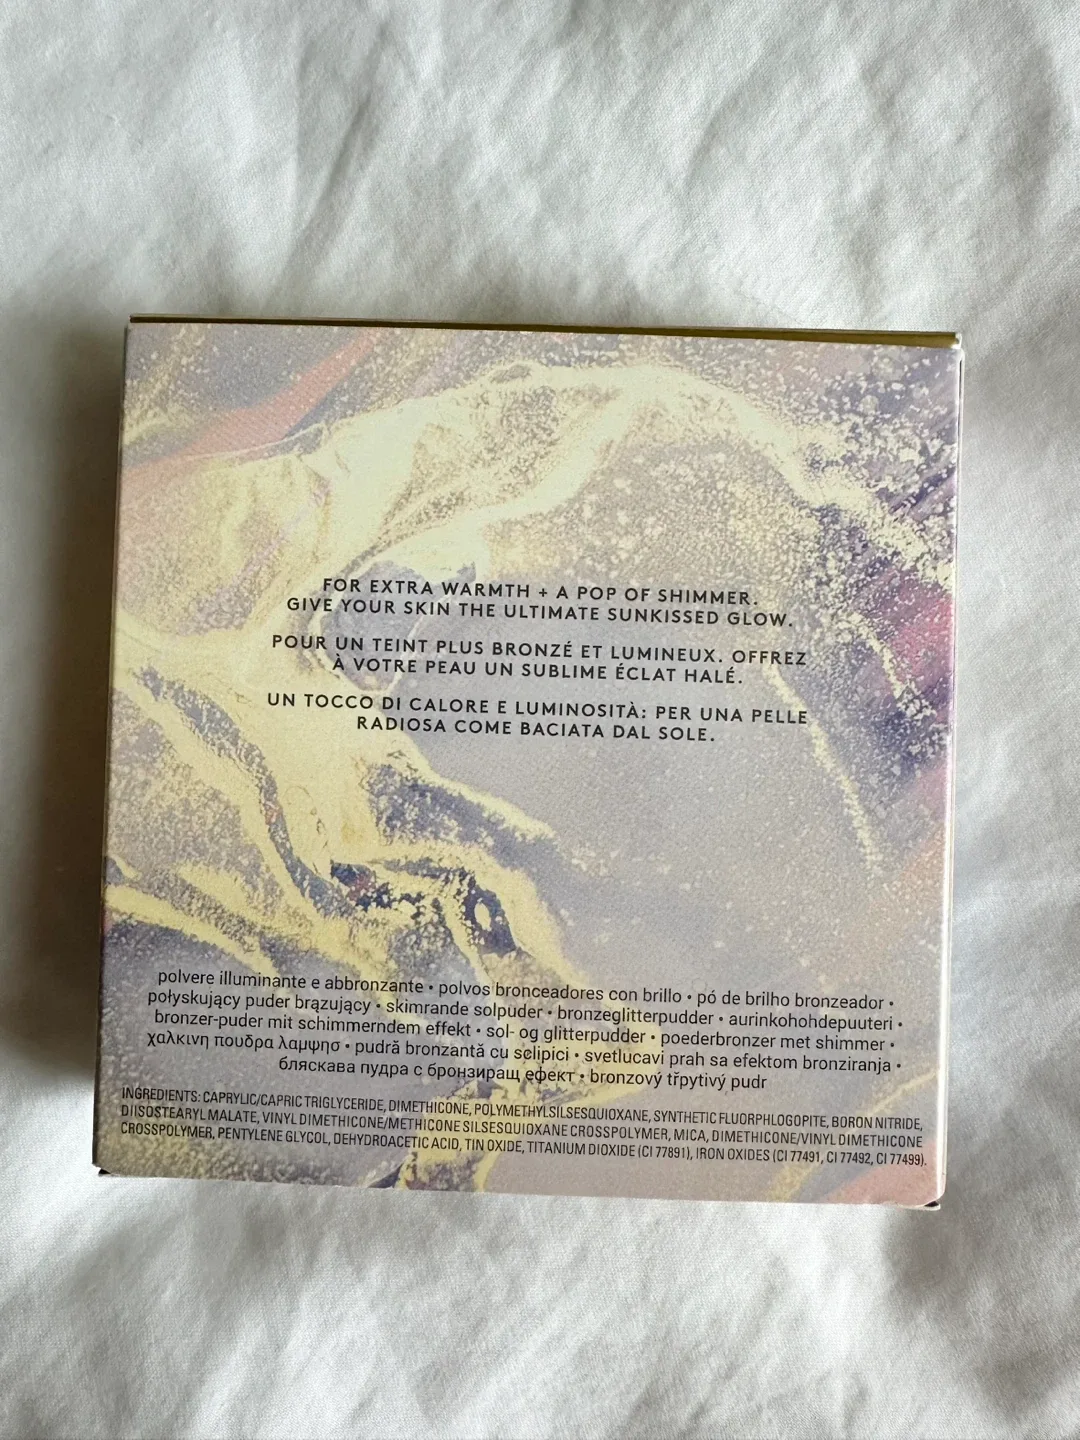 FOR EXTRA WARMTH + A POP OF SHIMMER.
GIVE YOUR SKIN THE ULTIMATE SUNKISSED GLOW.
POUR UN TEINT PLUS BRONZÉ ET LUMINEUX. OFFREZ
À VOTRE PEAU UN SUBLIME ÉCLAT HALÉ.
UN TOCCO DI CALORE E LUMINOSITÀ: PER UNA PELLE
RADIOSA COME BACIATA DAL SOLE.
polvere illuminante e abbronzante • polvos bronceadores con brillo • pó de brilho bronzeador •
połyskujący puder brązujący • skimrande solpuder • bronzeglitterpudder • aurinkohohdepuuteri •
bronzer-puder mit schimmerndem effekt • sol- og glitterpudder • poederbronzer met shimmer •
χαλκινη πουδρα λαμψησ • pudră bronzantă cu sclipici • svetlucavi prah sa efektom bronziranja •
бляскава пудра с бронзиращ ефект • bronzový třpytivý pudr
INGREDIENTS: CAPRYLIC/CAPRIC TRIGLYCERIDE, DIMETHICONE, POLYMETHYLSILSESQUIOXANE, SYNTHETIC FLUORPHLOGOPITE, BORON NITRIDE,
DIISOSTEARYL MALATE, VINYL DIMETHICONE/METHICONE SILSESQUIOXANE CROSSPOLYMER, MICA, DIMETHICONE/VINYL DIMETHICONE
CROSSPOLYMER, PENTYLENE GLYCOL, DEHYDROACETIC ACID, TIN OXIDE, TITANIUM DIOXIDE (CI 77891), IRON OXIDES (CI 77491, CI 77492, CI 77499).